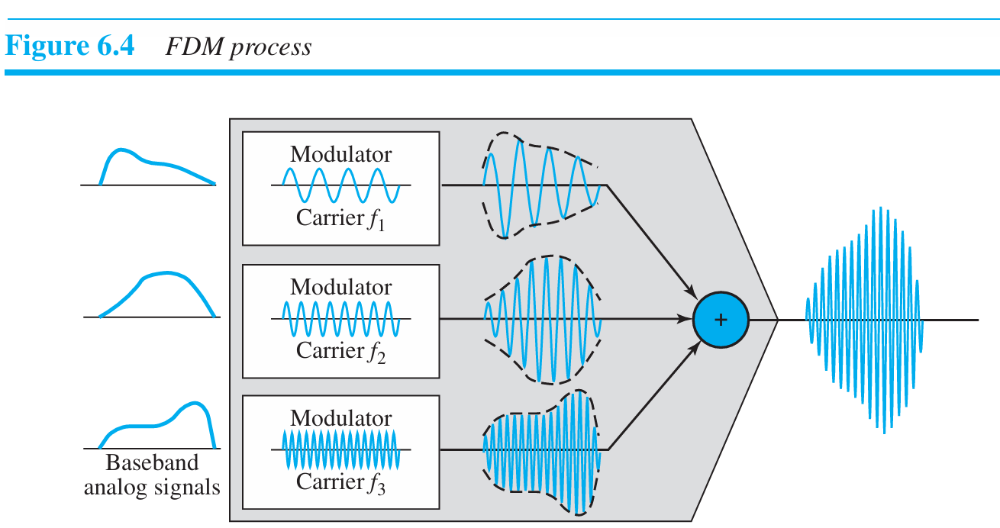 Figure 6.4 FDM process
Modulator
Carrier f1
Modulator
Carrier f2
+
Modulator
Carrier f3
Baseband
analog signals